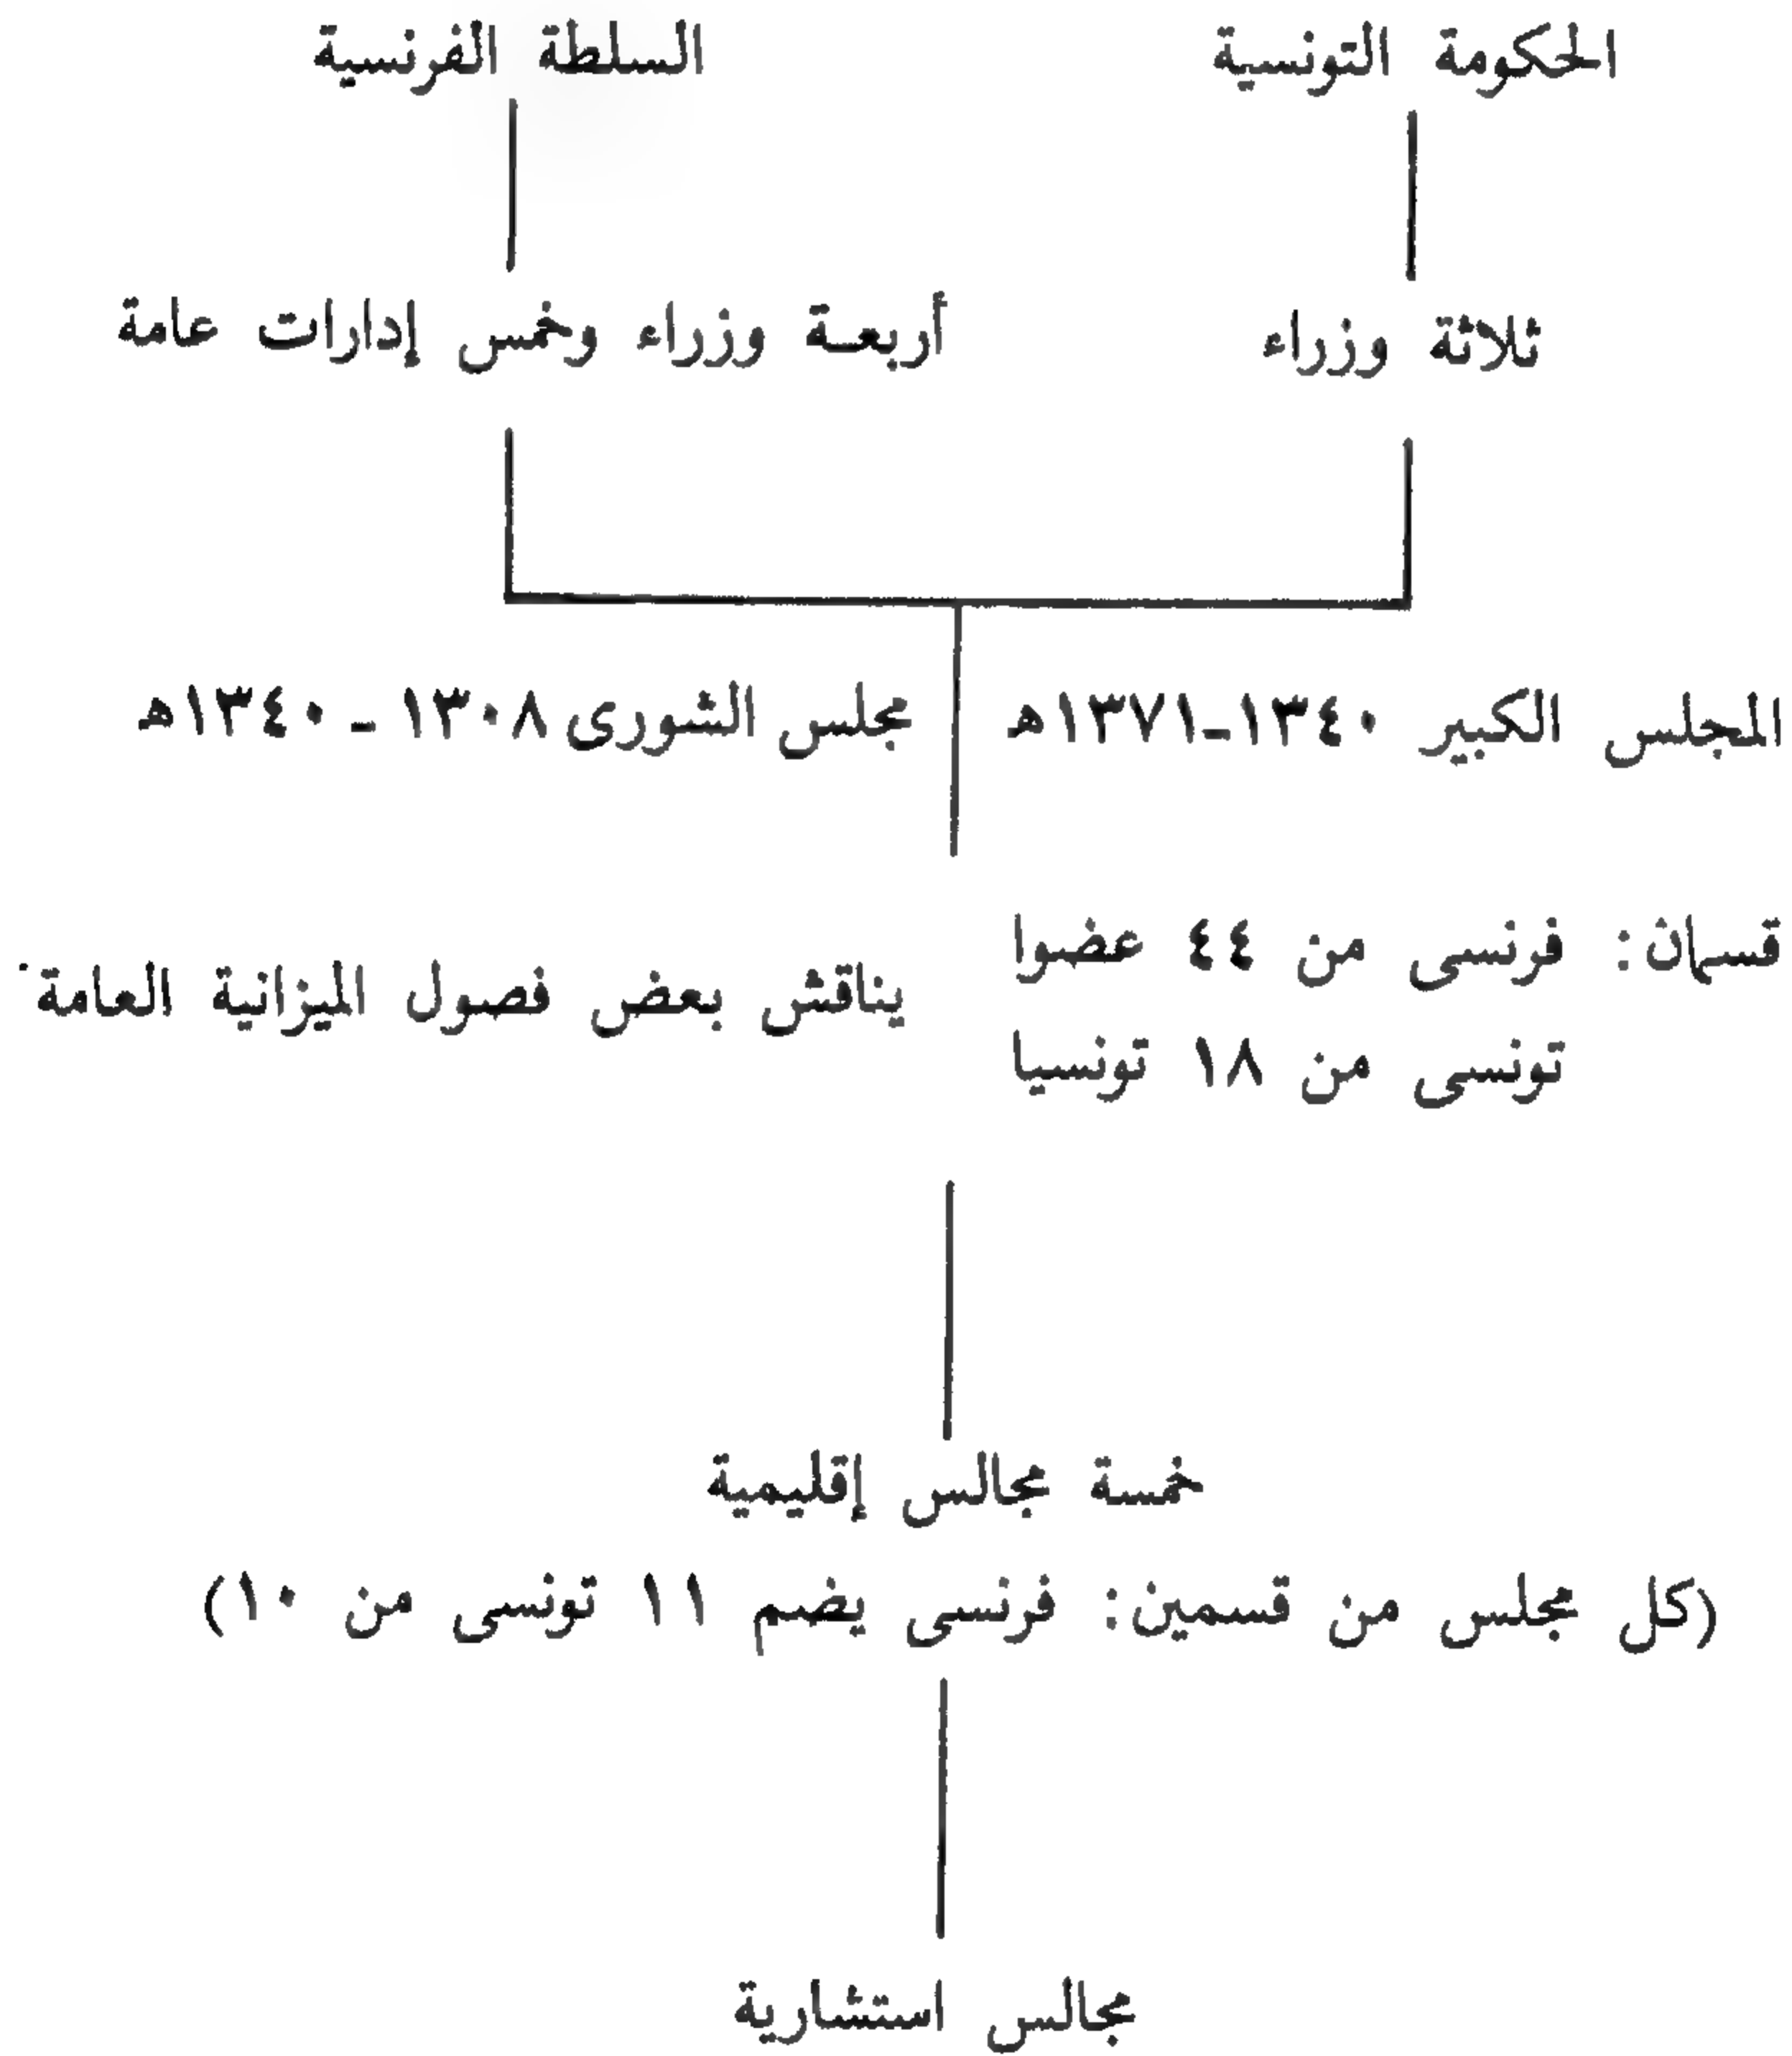 الحكومة التونسية
السلطة الفرنسية
ثلاثة وزراء
أربعة وزراء وخمس إدارات عامة
المجلس الكبير ١٣٤٠-١٣٧١هـ
مجلس الشورى ١٣٠٨ - ١٣٤٠هـ
قسمان: فرنسى من ٤٤ عضوا
تونسى من ١٨ تونسيا
يناقش بعض فصول الميزانية العامة
خمسة مجالس إقليمية
(كل مجلس من قسمين: فرنسى يضم ١١ تونسى من ١٠)
مجالس استشارية